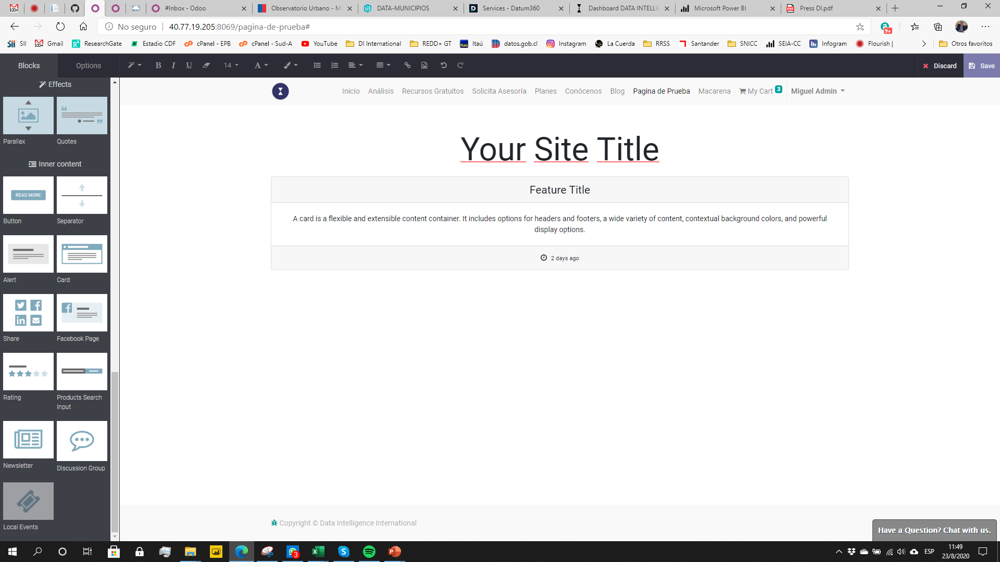 #Inbox - Odoo
Observatorio Urbano - MI
DATA-MUNICIPIOS
Services - Datum360
Dashboard DATA INTELLIG
Microsoft Power BI
Press DI.pdf
No seguro
40.77.19.205:8069/pagina-de-prueba#
9+
SII
Gmail
ResearchGate
Estadio CDF
cPanel - EPB
cPanel - Sud-A
YouTube
DI International
REDD+ GT
Itaú
datos.gob.cl
Instagram
La Cuerda
RRSS
Santander
SNICC
SEIA-CC
Infogram
Flourish |
Otros favoritos
Blocks
Options
B I U
14
A
Discard
Save
Effects
Parallax
Quotes
Inner content
READ MORE
Button
Separator
Alert
Card
Share
Facebook Page
Rating
Products Search
Input
Newsletter
Discussion Group
Local Events
Inicio
Análisis
Recursos Gratuitos
Solicita Asesoría
Planes
Conócenos
Blog
Pagina de Prueba
Macarena
My Cart 3
Miguel Admin
Your Site Title
Feature Title
A card is a flexible and extensible content container. It includes options for headers and footers, a wide variety of content, contextual background colors, and powerful
display options.
2 days ago
Copyright © Data Intelligence International
Have a Question? Chat with us.
3
ESP
11:49
23/8/2020